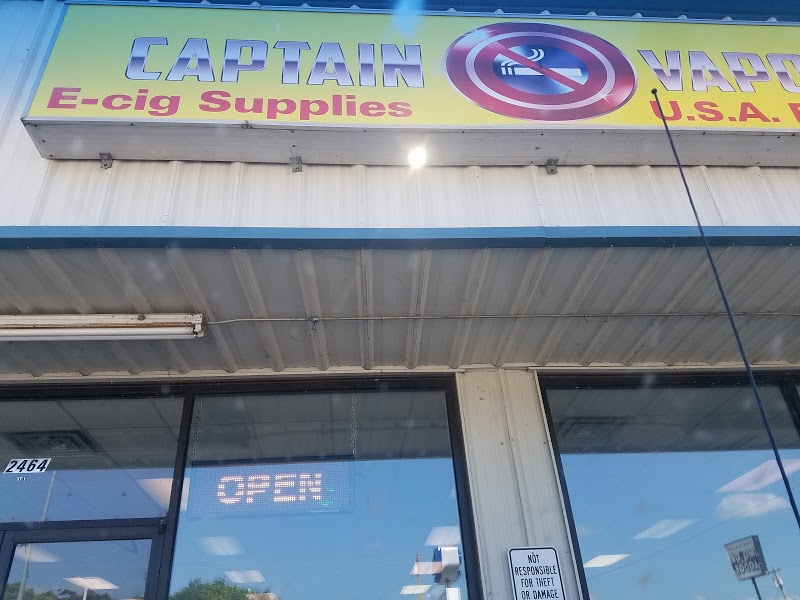 CAPTAIN VAPO
E-cig Supplies
U.S.A.
2464
OPEN
NOT
RESPONSIBLE
FOR THEFT
OR DAMAGE